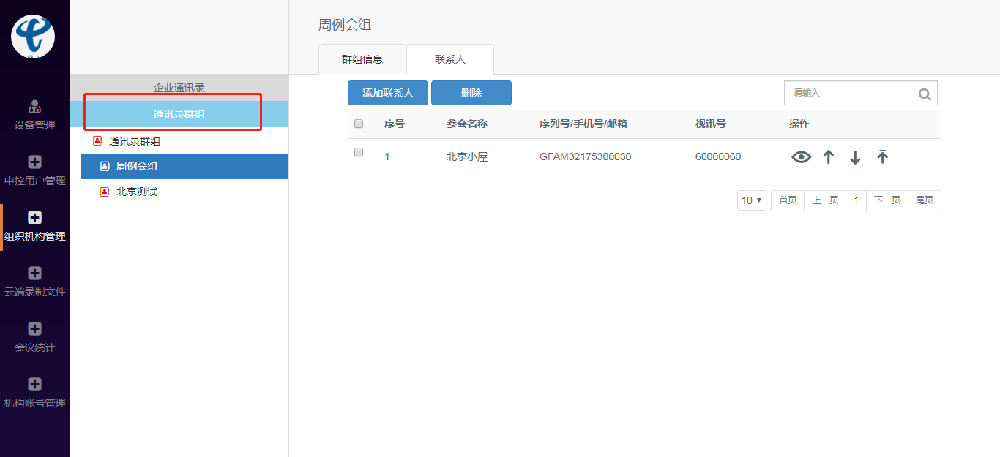 设备管理
中控用户管理
组织机构管理
云端录制文件
会议统计
机构账号管理
企业通讯录
通讯录群组
通讯录群组
周例会组
北京测试
周例会组
群组信息 联系人
添加联系人 删除 请输入
序号 参会名称 序列号/手机号/邮箱 视讯号 操作
1 北京小屋 GFAM32175300030 60000060
10 首页 上一页 1 下一页 尾页